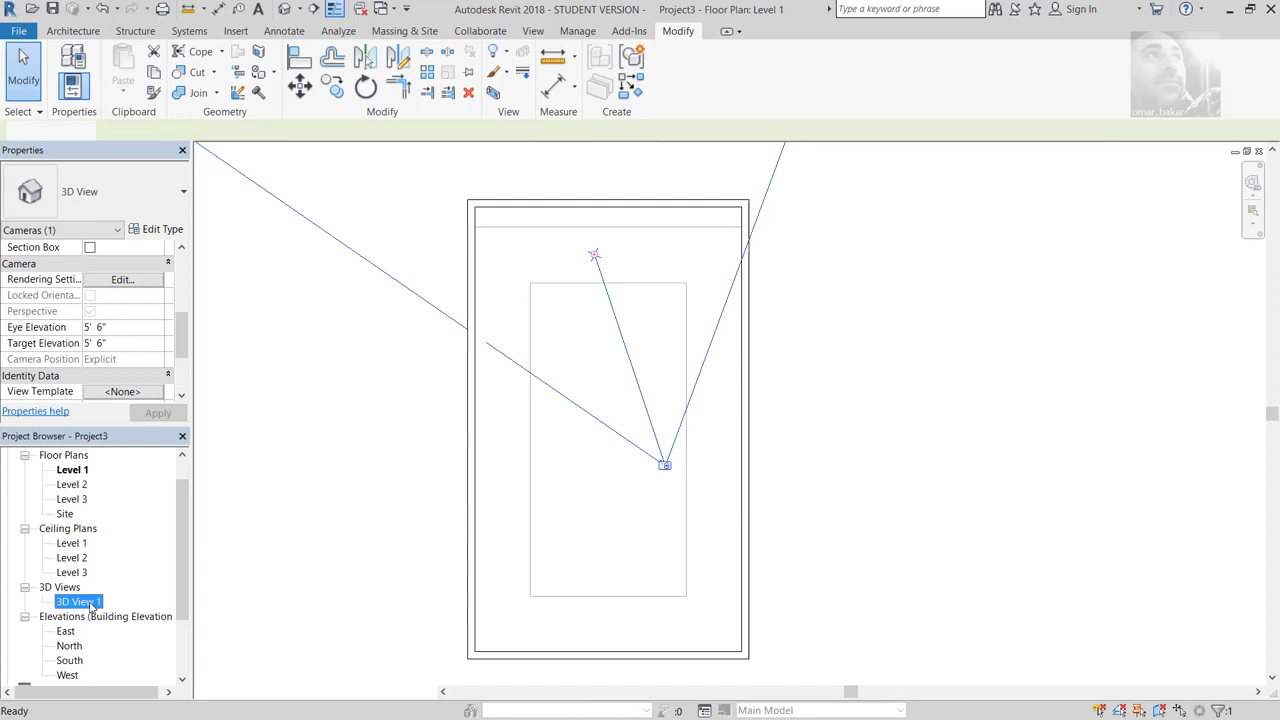 Autodesk Revit 2018 - STUDENT VERSION - Project3 - Floor Plan: Level 1
Type a keyword or phrase
Sign In
File Architecture Structure Systems Insert Annotate Analyze Massing & Site Collaborate View Manage Add-Ins Modify
Modify
Paste
Cope
Cut
Join
Select Properties Clipboard Geometry Modify View Measure Create
omar_bakar
Properties
3D View
Cameras (1) Edit Type
Section Box
Camera
Rendering Setti... Edit...
Locked Orienta...
Perspective
Eye Elevation 5' 6"
Target Elevation 5' 6"
Camera Position Explicit
Identity Data
View Template <None>
Properties help Apply
Project Browser - Project3
Floor Plans
Level 1
Level 2
Level 3
Site
Ceiling Plans
Level 1
Level 2
Level 3
3D Views
3D View 1
Elevations (Building Elevation
East
North
South
West
Ready
:0
Main Model
:1